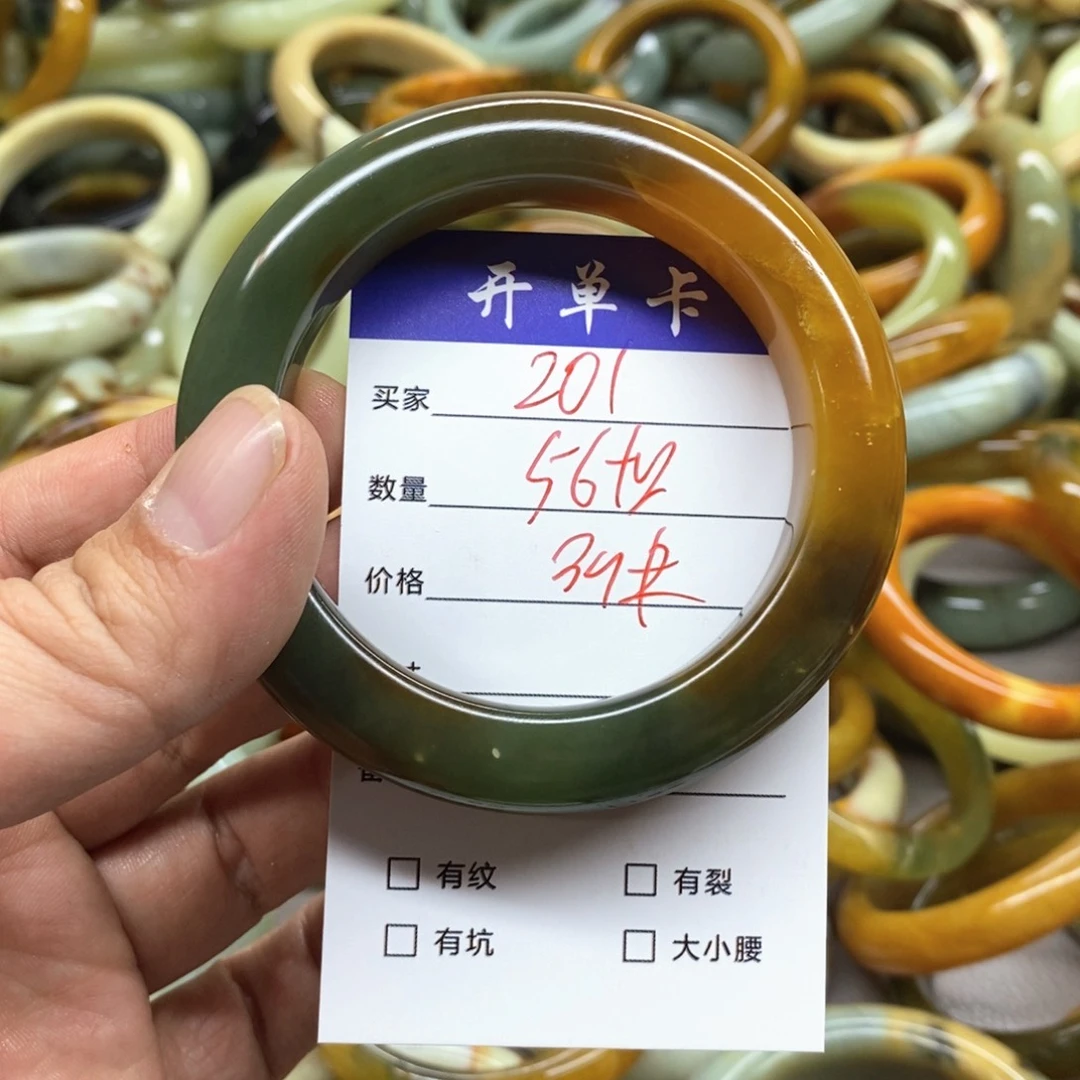 开单卡
买家 201
数量 56
价格 39
有纹 有裂
有坑 大小腰